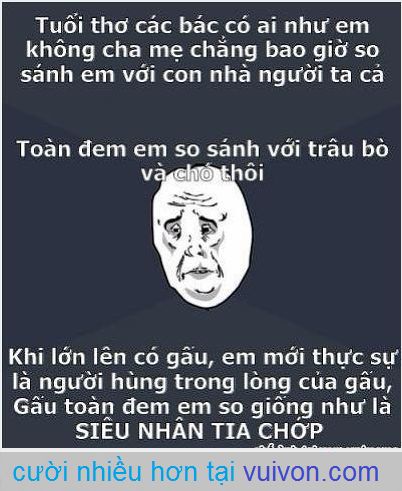 Tuổi thơ các bác có ai như em
không cha mẹ chẳng bao giờ so
sánh em với con nhà người ta cả
Toàn đem em so sánh với trâu bò
và chó thôi
Khi lớn lên có gấu, em mới thực sự
là người hùng trong lòng của gấu,
Gấu toàn đem em so giống như là
SIÊU NHÂN TIA CHỚP
cười nhiều hơn tại vuivon.com